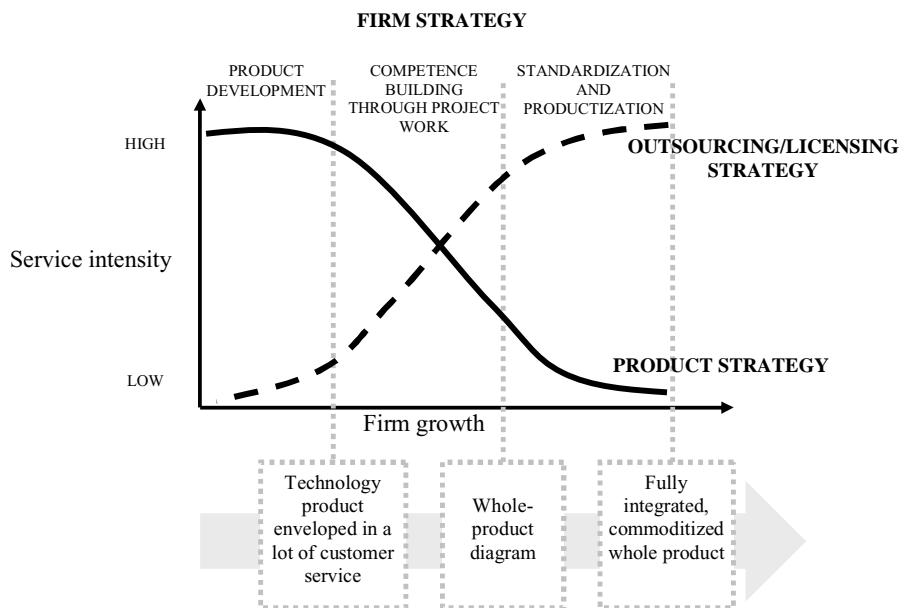 FIRM STRATEGY
PRODUCT
DEVELOPMENT
COMPETENCE
BUILDING
THROUGH PROJECT
WORK
STANDARDIZATION
AND
PRODUCTIZATION
HIGH
OUTSOURCING/LICENSING
STRATEGY
Service intensity
PRODUCT STRATEGY
LOW
Firm growth
Technology
product
enveloped in a
lot of customer
service
Whole-
product
diagram
Fully
integrated,
commoditized
whole product